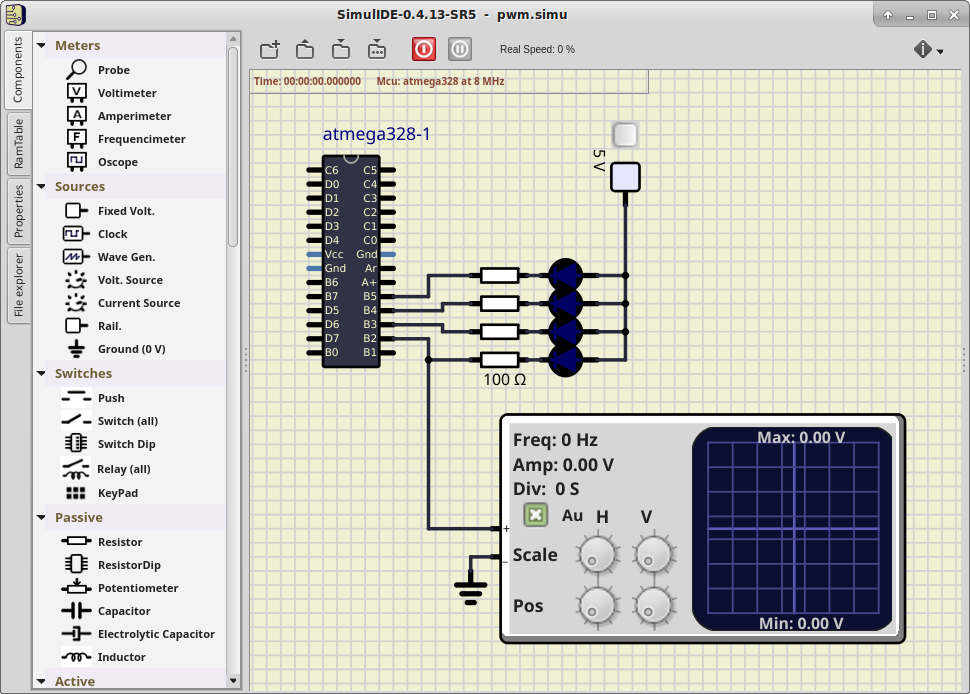 SimulIDE-0.4.13-SR5 - pwm.simu
Components
RamTable
Properties
File explorer
Meters
Probe
Voltimeter
Amperimeter
Frequencimeter
Oscope
Sources
Fixed Volt.
Clock
Wave Gen.
Volt. Source
Current Source
Rail.
Ground (0 V)
Switches
Push
Switch (all)
Switch Dip
Relay (all)
KeyPad
Passive
Resistor
ResistorDip
Potentiometer
Capacitor
Electrolytic Capacitor
Inductor
Active
Real Speed: 0 %
Time: 00:00:00.000000 Mcu: atmega328 at 8 MHz
atmega328-1
C6 C5
D0 C4
D1 C3
D2 C2
D3 C1
D4 C0
Vcc Gnd
Gnd Ar
B6 A+
B7 B5
D5 B4
D6 B3
D7 B2
B0 B1
5 V
100 Ω
Freq: 0 Hz
Amp: 0.00 V
Div: 0 S
Au H V
+
Scale
-
Pos
Max: 0.00 V
Min: 0.00 V